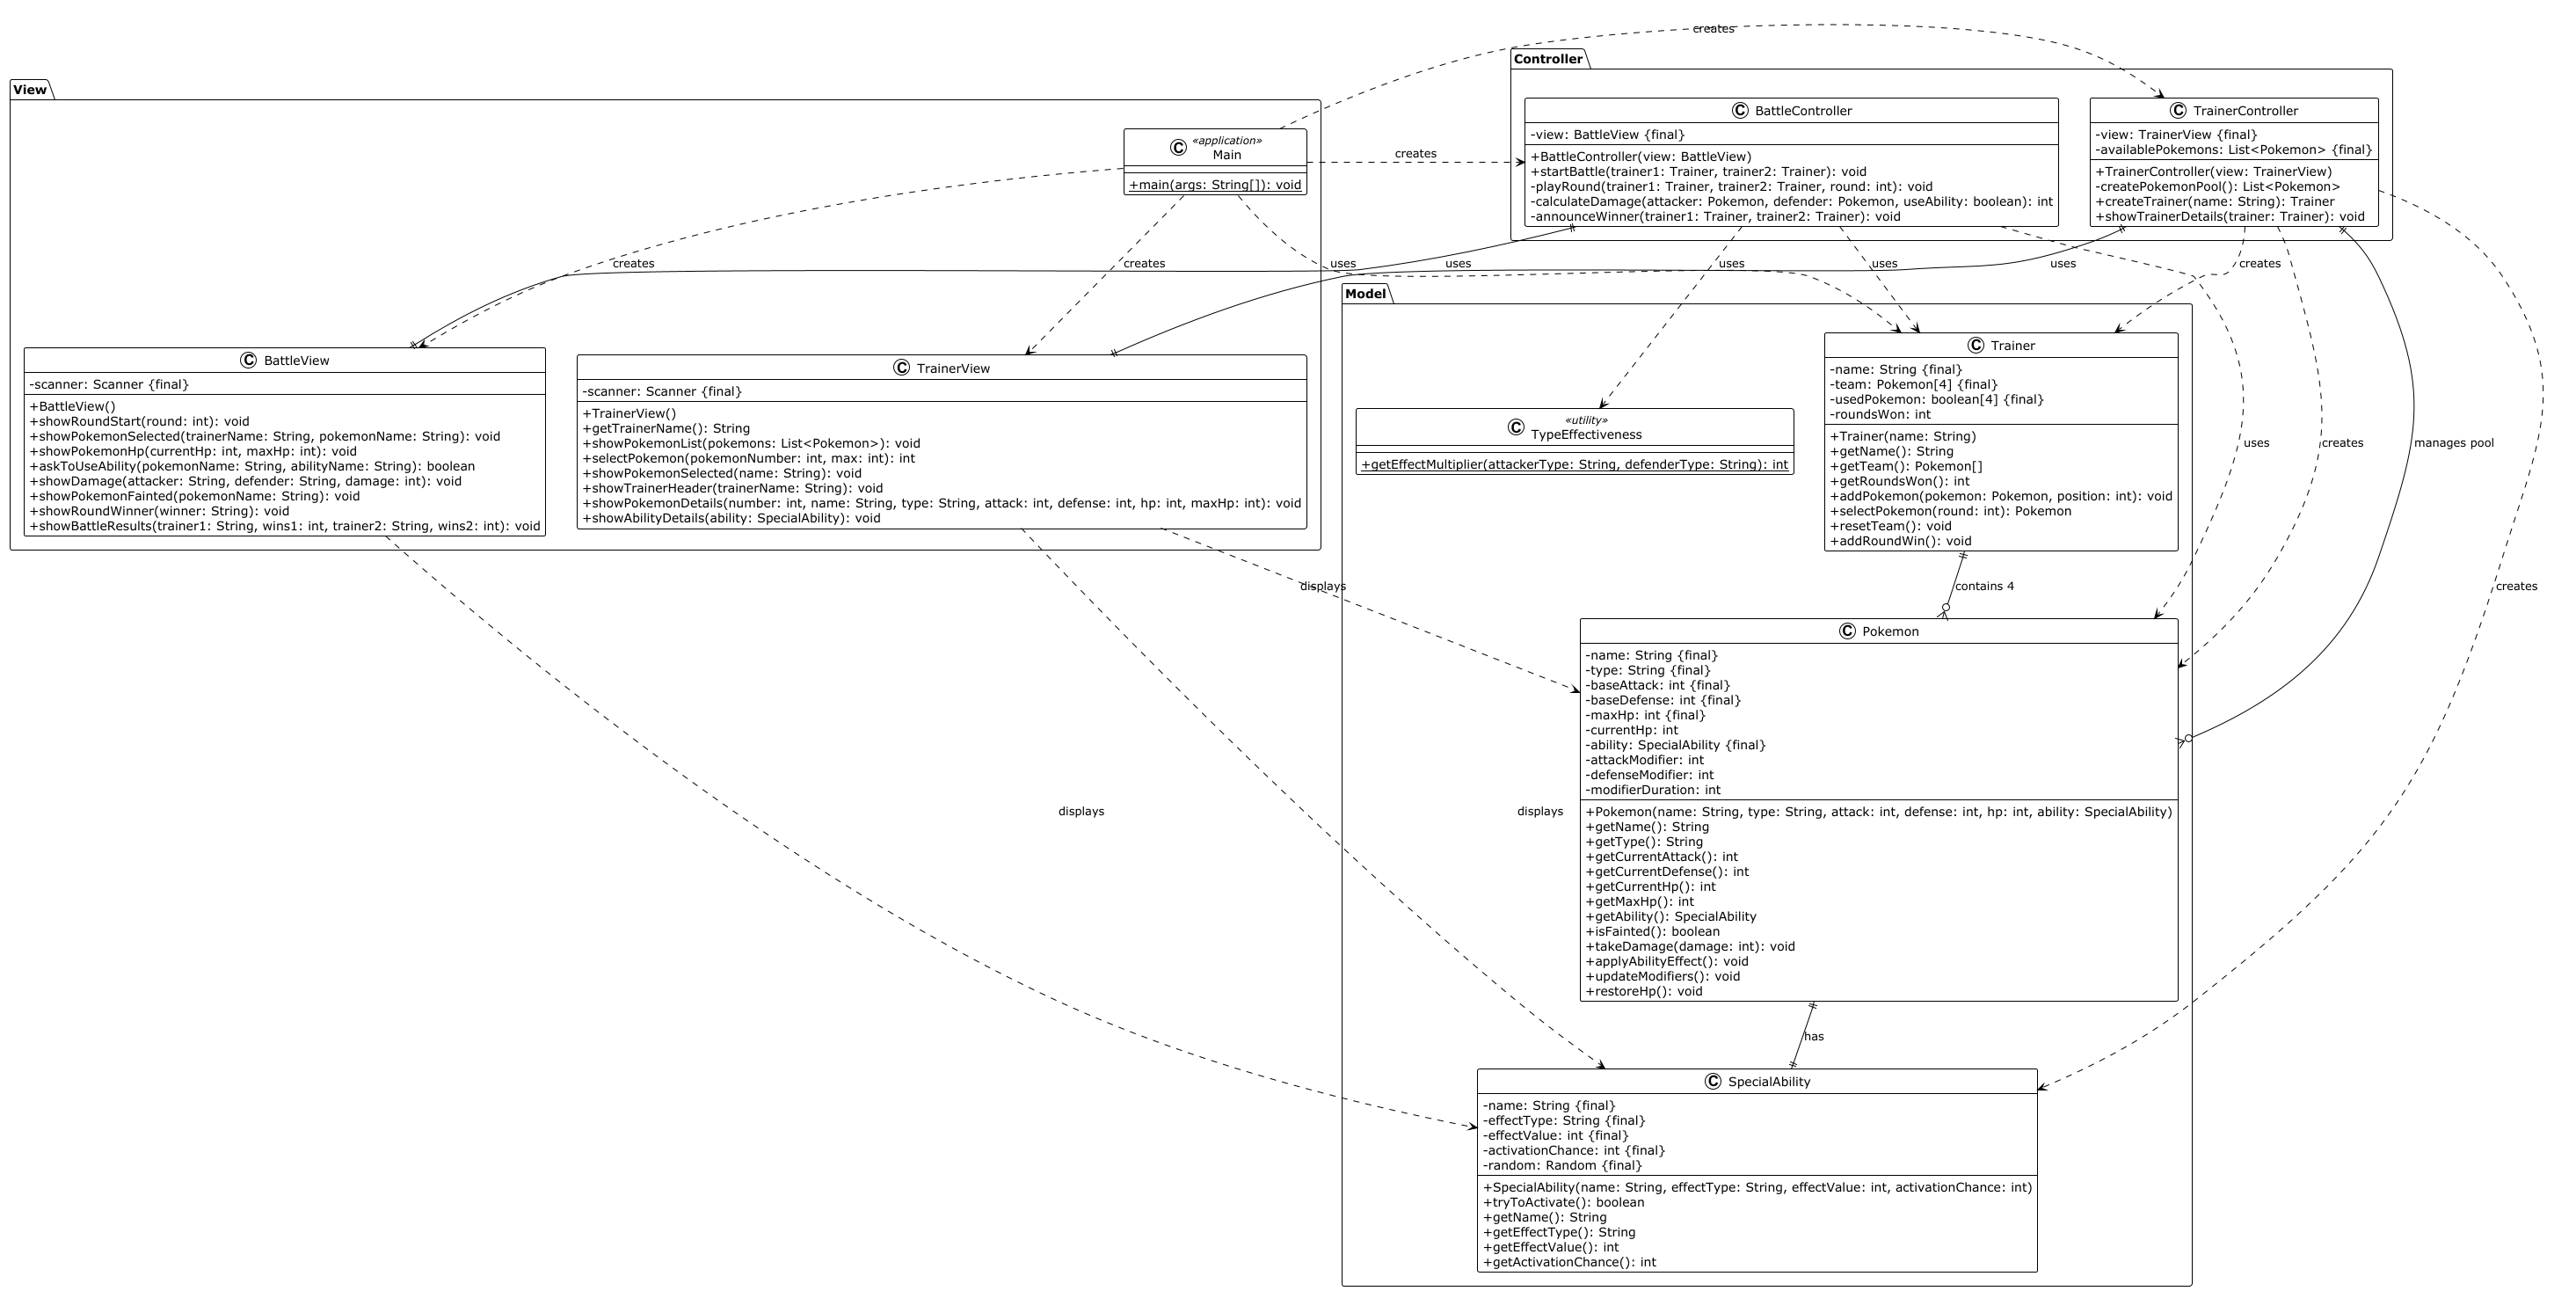 creates
Controller
View
C BattleController
-view: BattleView {final}
+BattleController(view: BattleView)
+startBattle(trainer1: Trainer, trainer2: Trainer): void
-playRound(trainer1: Trainer, trainer2: Trainer, round: int): void
-calculateDamage(attacker: Pokemon, defender: Pokemon, useAbility: boolean): int
-announceWinner(trainer1: Trainer, trainer2: Trainer): void
C TrainerController
-view: TrainerView {final}
-availablePokemons: List<Pokemon> {final}
+TrainerController(view: TrainerView)
-createPokemonPool(): List<Pokemon>
+createTrainer(name: String): Trainer
+showTrainerDetails(trainer: Trainer): void
C «application»
Main
+main(args: String[]): void
creates
creates
creates
uses
uses
uses
uses
uses
creates
Model
C BattleView
-scanner: Scanner {final}
+BattleView()
+showRoundStart(round: int): void
+showPokemonSelected(trainerName: String, pokemonName: String): void
+showPokemonHp(currentHp: int, maxHp: int): void
+askToUseAbility(pokemonName: String, abilityName: String): boolean
+showDamage(attacker: String, defender: String, damage: int): void
+showPokemonFainted(pokemonName: String): void
+showRoundWinner(winner: String): void
+showBattleResults(trainer1: String, wins1: int, trainer2: String, wins2: int): void
C TrainerView
-scanner: Scanner {final}
+TrainerView()
+getTrainerName(): String
+showPokemonList(pokemons: List<Pokemon>): void
+selectPokemon(pokemonNumber: int, max: int): int
+showPokemonSelected(name: String): void
+showTrainerHeader(trainerName: String): void
+showPokemonDetails(number: int, name: String, type: String, attack: int, defense: int, hp: int, maxHp: int): void
+showAbilityDetails(ability: SpecialAbility): void
C «utility»
TypeEffectiveness
+getEffectMultiplier(attackerType: String, defenderType: String): int
C Trainer
-name: String {final}
-team: Pokemon[4] {final}
-usedPokemon: boolean[4] {final}
-roundsWon: int
+Trainer(name: String)
+getName(): String
+getTeam(): Pokemon[]
+getRoundsWon(): int
+addPokemon(pokemon: Pokemon, position: int): void
+selectPokemon(round: int): Pokemon
+resetTeam(): void
+addRoundWin(): void
uses
creates
manages pool
displays
contains 4
creates
C Pokemon
-name: String {final}
-type: String {final}
-baseAttack: int {final}
-baseDefense: int {final}
-maxHp: int {final}
-currentHp: int
-ability: SpecialAbility {final}
-attackModifier: int
-defenseModifier: int
-modifierDuration: int
+Pokemon(name: String, type: String, attack: int, defense: int, hp: int, ability: SpecialAbility)
+getName(): String
+getType(): String
+getCurrentAttack(): int
+getCurrentDefense(): int
+getCurrentHp(): int
+getMaxHp(): int
+getAbility(): SpecialAbility
+isFainted(): boolean
+takeDamage(damage: int): void
+applyAbilityEffect(): void
+updateModifiers(): void
+restoreHp(): void
displays
displays
has
C SpecialAbility
-name: String {final}
-effectType: String {final}
-effectValue: int {final}
-activationChance: int {final}
-random: Random {final}
+SpecialAbility(name: String, effectType: String, effectValue: int, activationChance: int)
+tryToActivate(): boolean
+getName(): String
+getEffectType(): String
+getEffectValue(): int
+getActivationChance(): int